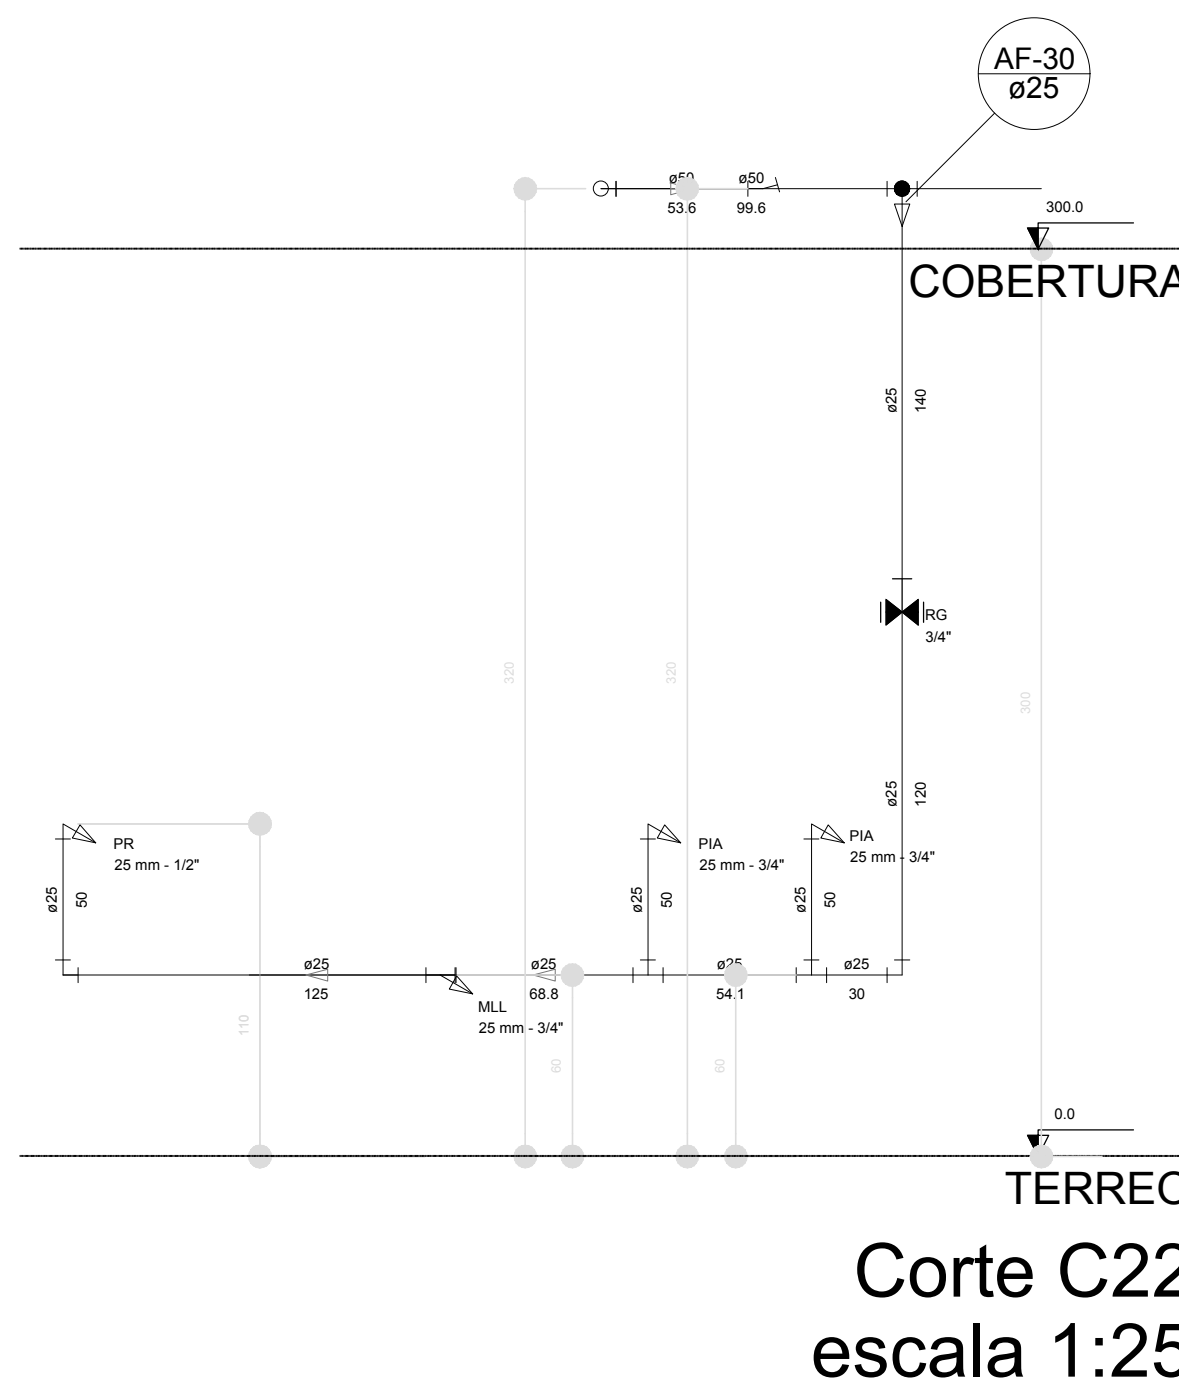 AF-30
ø25
ø50
ø50
53.6
99.6
300.0
COBERTURA
ø25
140
RG
3/4"
320
320
300
ø25
120
PR
25 mm - 1/2"
PIA
25 mm - 3/4"
PIA
25 mm - 3/4"
ø25
50
ø25
50
ø25
50
ø25
125
ø25
68.8
ø25
54.1
ø25
30
MLL
25 mm - 3/4"
110
60
60
0.0
TERREO
Corte C22
escala 1:25